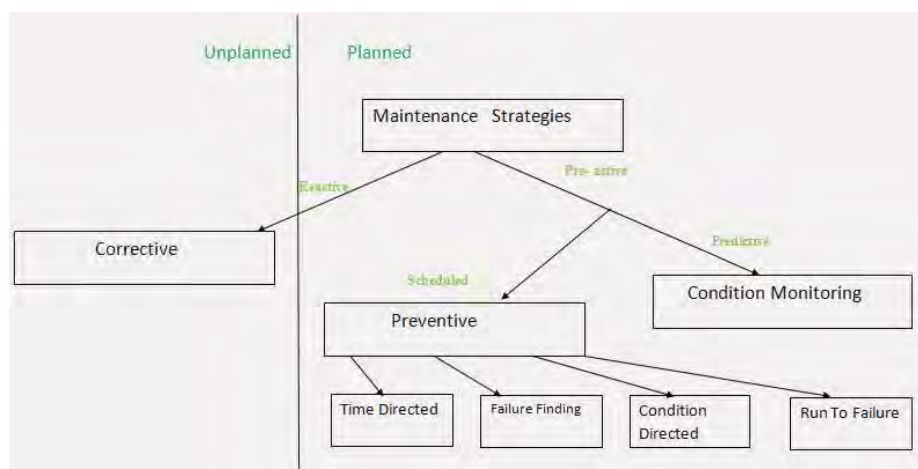 Unplanned
Planned
Maintenance Strategies
Pro- active
Reactive
Corrective
Predictive
Scheduled
Condition Monitoring
Preventive
Time Directed
Failure Finding
Condition
Directed
Run To Failure